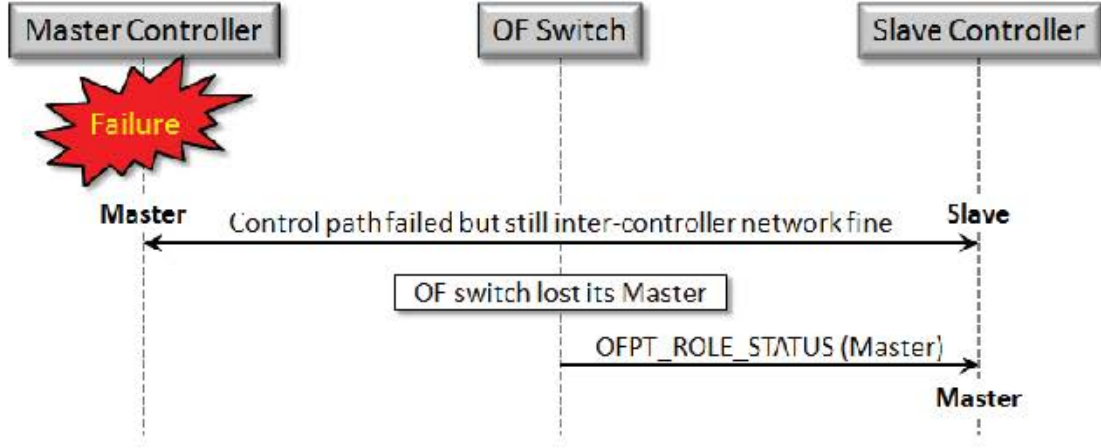 Master Controller
OF Switch
Slave Controller
Failure
Master
Slave
Control path failed but still inter-controller network fine
OF switch lost its Master
OFPT_ROLE_STATUS (Master)
Master